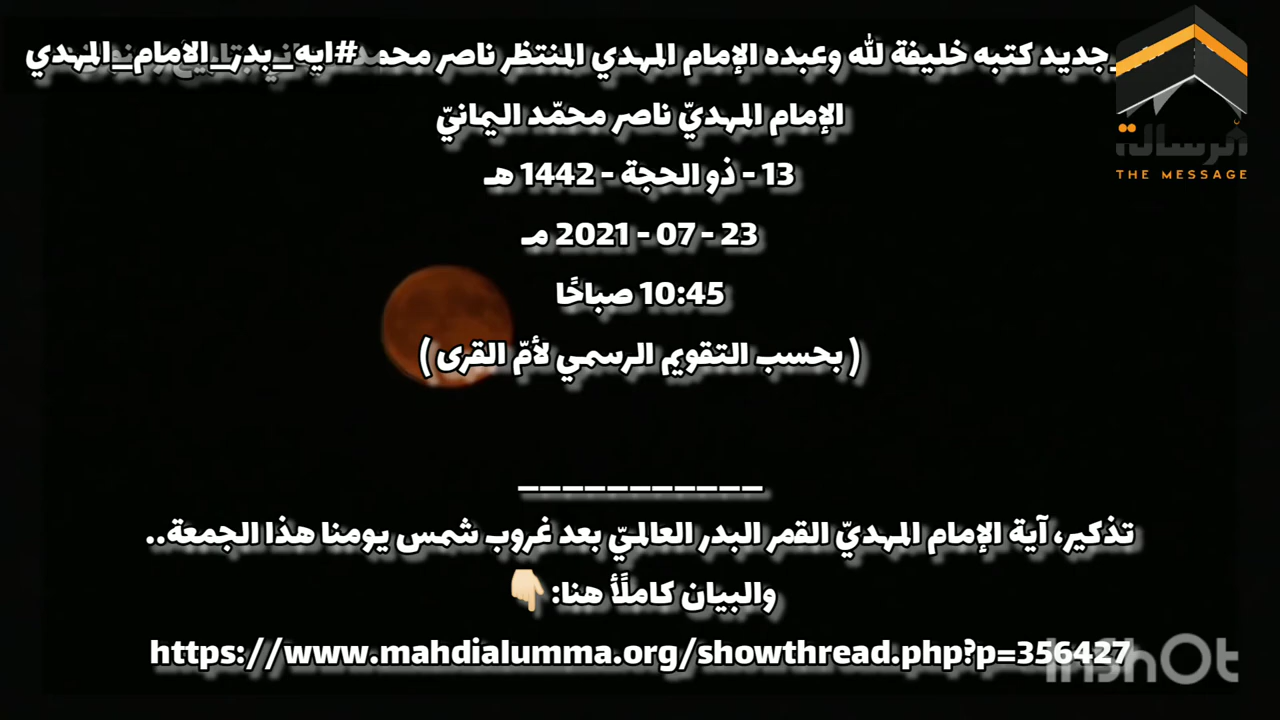 جديد كتبه خليفة لله وعبده الإمام المهدي المنتظر ناصر محمد
#ايه_بدر_الامام_المهدي
الرسالة
THE MESSAGE
الإمام المهديّ ناصر محمّد اليمانيّ
13 - ذو الحجة - 1442 هـ
23 - 07 - 2021 مـ
10:45 صباحًا
( بحسب التقويم الرسمي لأمّ القرى )
___________
تذكير، آية الإمام المهديّ القمر البدر العالميّ بعد غروب شمس يومنا هذا الجمعة..
والبيان كاملًأ هنا: 👇🏻
https://www.mahdialumma.org/showthread.php?p=356427
InShOt